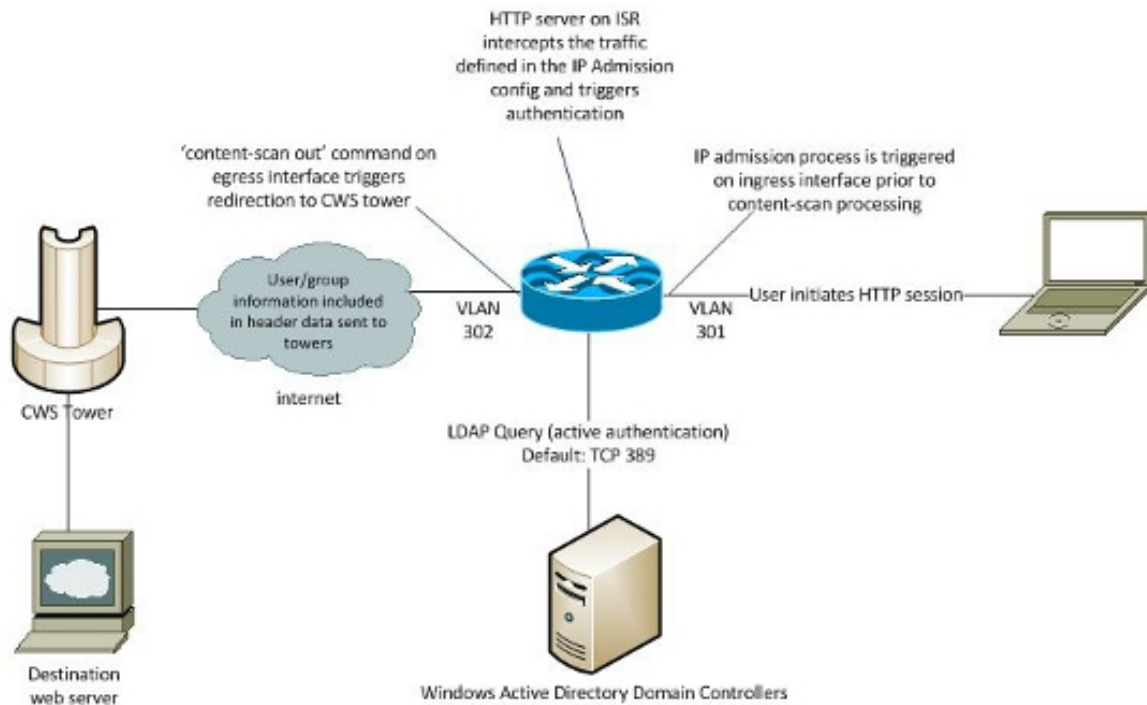 HTTP server on ISR
intercepts the traffic
defined in the IP Admission
config and triggers
authentication
'content-scan out' command on
egress interface triggers
redirection to CWS tower
IP admission process is triggered
on ingress interface prior to
content-scan processing
User/group
information included
in header data sent to
towers
VLAN
302
VLAN
301
User initiates HTTP session
internet
CWS Tower
LDAP Query (active authentication)
Default: TCP 389
Destination
web server
Windows Active Directory Domain Controllers